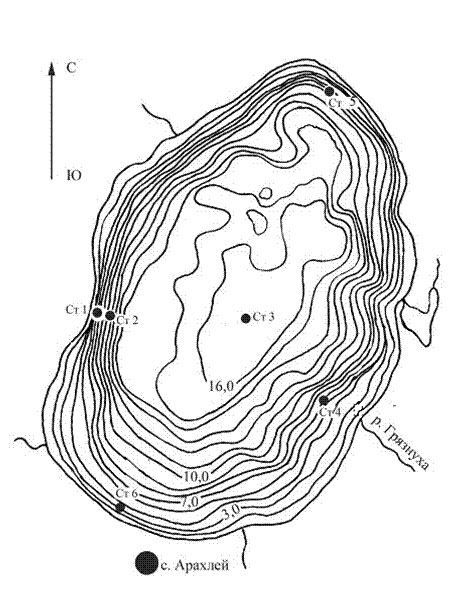 С
Ст 5
Ю
Ст 1
Ст 2
Ст 3
16,0
Ст 4
р. Грязнуха
10,0
Ст 6
7,0
3,0
с. Арахлей